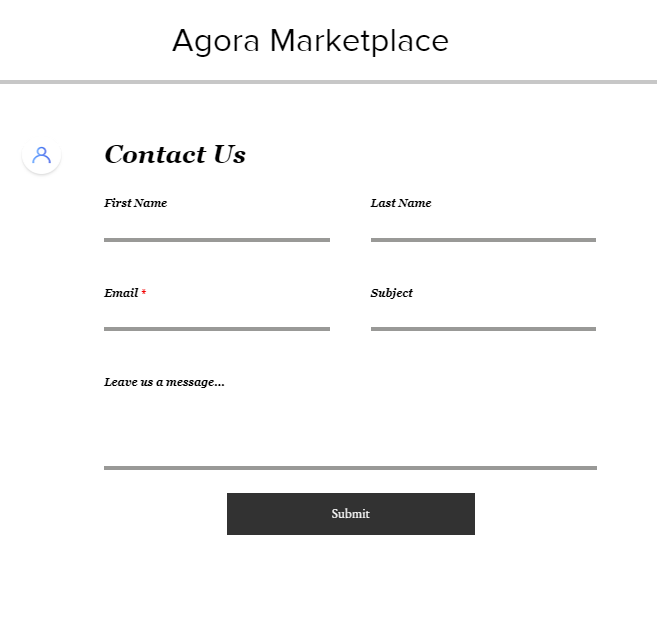 Agora Marketplace
Contact Us
First Name
Last Name
Email *
Subject
Leave us a message...
Submit